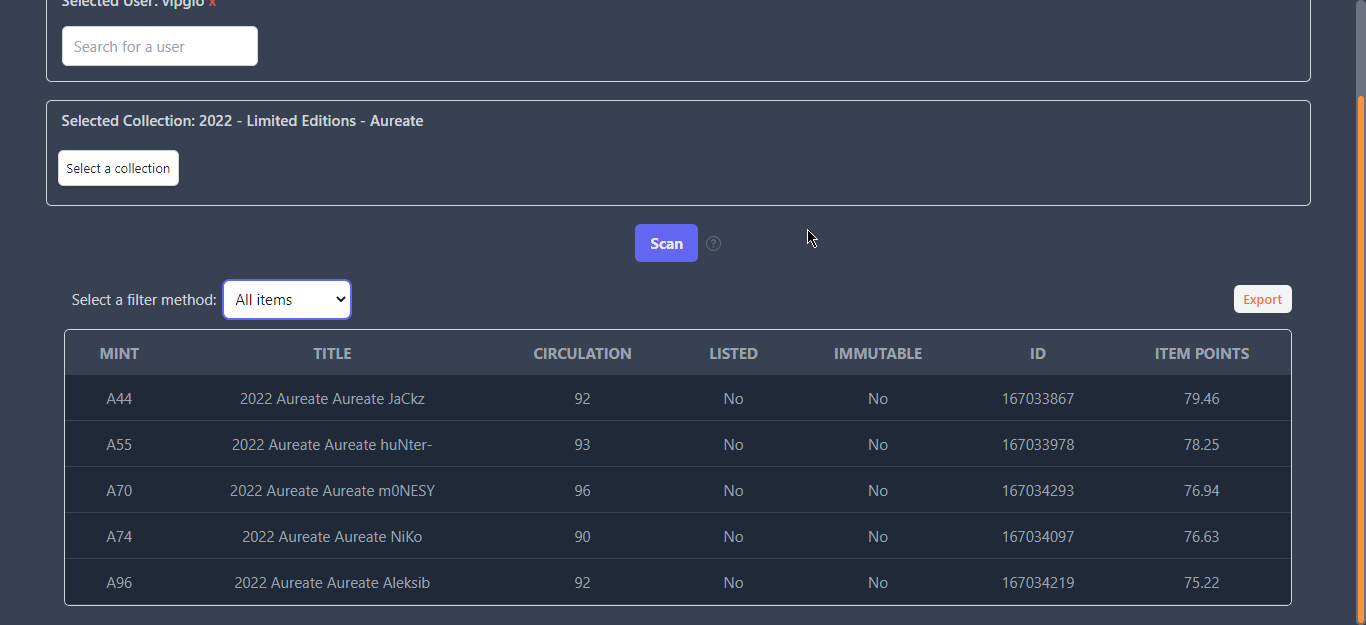 Selected User: vipgio x
Search for a user
Selected Collection: 2022 - Limited Editions - Aureate
Select a collection
Scan ?
Select a filter method: All items Export
MINT TITLE CIRCULATION LISTED IMMUTABLE ID ITEM POINTS
A44 2022 Aureate Aureate JaCkz 92 No No 167033867 79.46
A55 2022 Aureate Aureate huNter- 93 No No 167033978 78.25
A70 2022 Aureate Aureate m0NESY 96 No No 167034293 76.94
A74 2022 Aureate Aureate NiKo 90 No No 167034097 76.63
A96 2022 Aureate Aureate Aleksib 92 No No 167034219 75.22